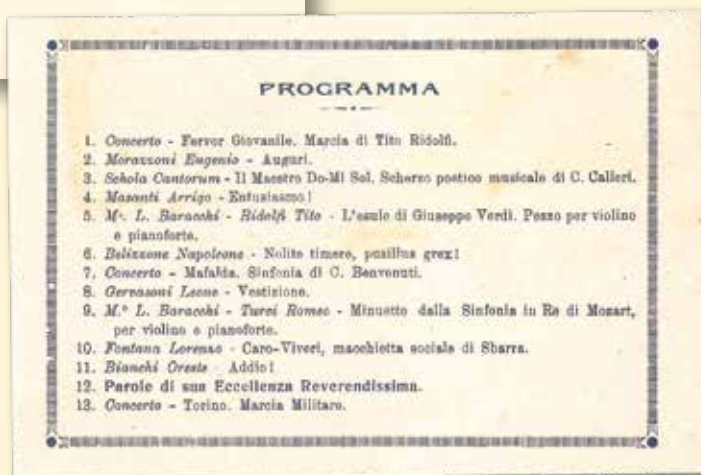 PROGRAMMA
1. Concerto - Fervor Giovanile. Marcia di Tito Ridolfi.
2. Morazzoni Eugenio - Auguri.
3. Schola Cantorum - Il Maestro Do-Mi Sol. Scherzo poetico musicale di C. Calleri.
4. Masanti Arrigo - Entusiasmo!
5. M°. L. Baracchi - Ridolfi Tito - L'esule di Giuseppe Verdi. Pezzo per violino
e pianoforte.
6. Belizzone Napoleone - Nolite timere, pusillus grex!
7. Concerto - Mafalda. Sinfonia di C. Benvenuti.
8. Gervasoni Leone - Vestizione.
9. M.° L. Baracchi - Turci Romeo - Minuetto dalla Sinfonia in Re di Mozart,
per violino e pianoforte.
10. Fontana Lorenzo - Caro-Viveri, macchietta sociale di Sbarra.
11. Bianchi Oreste - Addio!
12. Parole di sua Eccellenza Reverendissima.
13. Concerto - Torino. Marcia Militare.